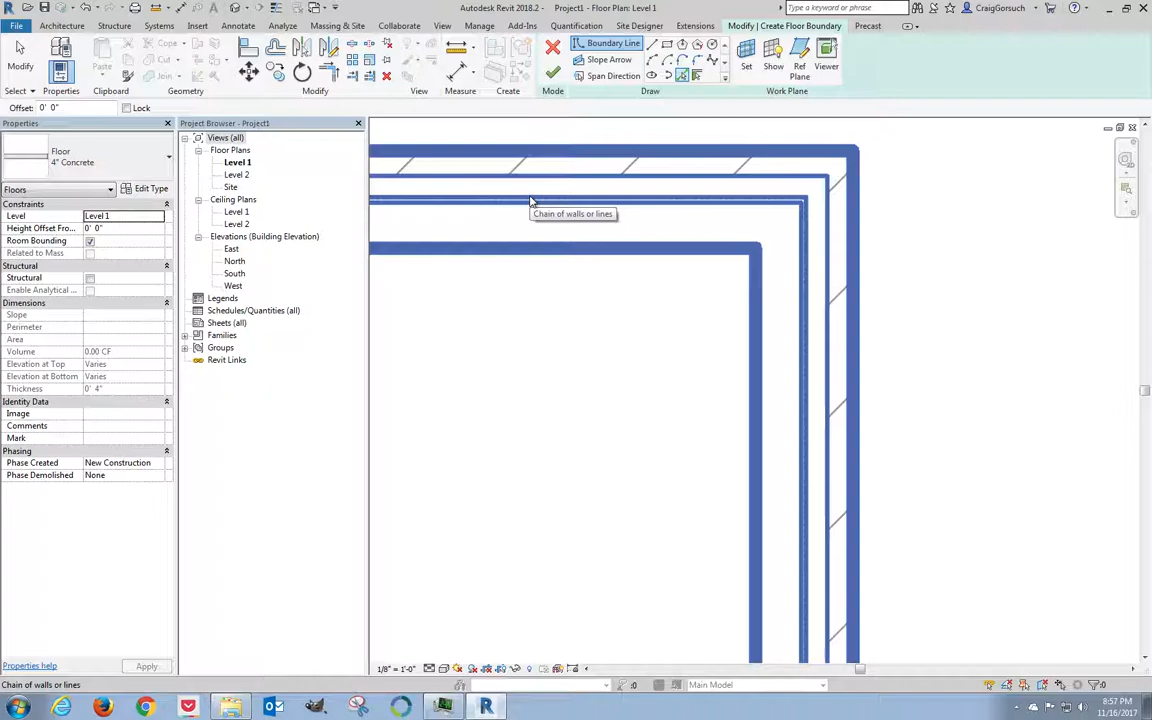 Autodesk Revit 2018.2 - Project1 - Floor Plan: Level 1
Type a keyword or phrase
CraigGorsuch
File
Architecture
Structure
Systems
Insert
Annotate
Analyze
Massing & Site
Collaborate
View
Manage
Add-Ins
Quantification
Site Designer
Extensions
Modify | Create Floor Boundary
Precast
Modify
Paste
Cope
Cut
Join
Boundary Line
Slope Arrow
Span Direction
Set
Show
Ref
Plane
Viewer
Select
Properties
Clipboard
Geometry
Modify
View
Measure
Create
Mode
Draw
Work Plane
Offset: 0' 0"
Lock
Properties
Project Browser - Project1
Floor
4" Concrete
Floors
Edit Type
Constraints
Level
Level 1
Height Offset Fro...
0' 0"
Room Bounding
Related to Mass
Structural
Structural
Enable Analytical ...
Dimensions
Slope
Perimeter
Area
Volume
0.00 CF
Elevation at Top
Varies
Elevation at Bottom
Varies
Thickness
0' 4"
Identity Data
Image
Comments
Mark
Phasing
Phase Created
New Construction
Phase Demolished
None
Properties help
Apply
Views (all)
Floor Plans
Level 1
Level 2
Site
Ceiling Plans
Level 1
Level 2
Elevations (Building Elevation)
East
North
South
West
Legends
Schedules/Quantities (all)
Sheets (all)
Families
Groups
Revit Links
Chain of walls or lines
1/8" = 1'-0"
Chain of walls or lines
:0
Main Model
:0
8:57 PM
11/16/2017